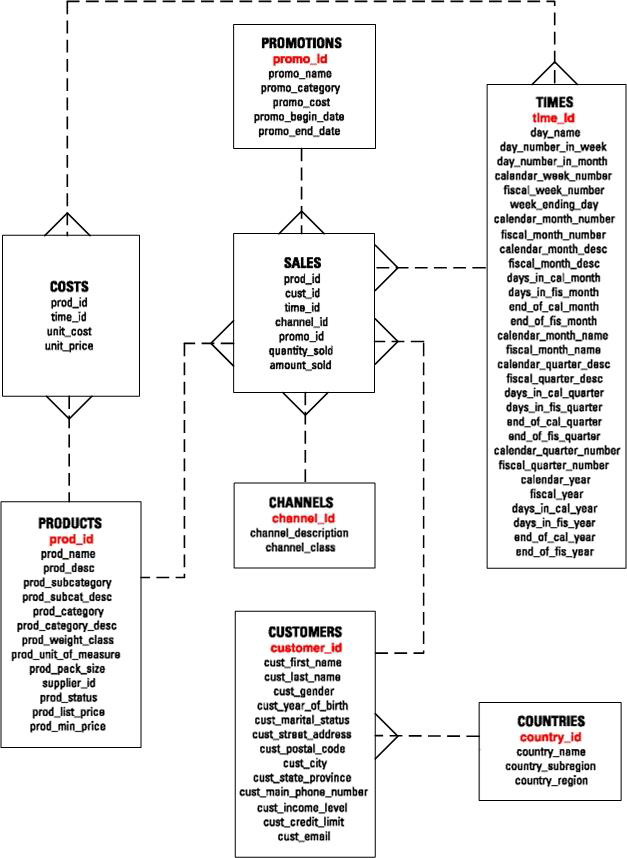 PROMOTIONS
promo_id
promo_name
promo_category
promo_cost
promo_begin_date
promo_end_date
TIMES
time_id
day_name
day_number_in_week
day_number_in_month
calendar_week_number
fiscal_week_number
week_ending_day
calendar_month_number
fiscal_month_number
calendar_month_desc
fiscal_month_desc
days_in_cal_month
days_in_fis_month
end_of_cal_month
end_of_fis_month
calendar_month_name
fiscal_month_name
calendar_quarter_desc
fiscal_quarter_desc
days_in_cal_quarter
days_in_fis_quarter
end_of_cal_quarter
end_of_fis_quarter
calendar_quarter_number
fiscal_quarter_number
calendar_year
fiscal_year
days_in_cal_year
days_in_fis_year
end_of_cal_year
end_of_fis_year
COSTS
prod_id
time_id
unit_cost
unit_price
SALES
prod_id
cust_id
time_id
channel_id
promo_id
quantity_sold
amount_sold
CHANNELS
channel_id
channel_description
channel_class
PRODUCTS
prod_id
prod_name
prod_desc
prod_subcategory
prod_subcat_desc
prod_category
prod_category_desc
prod_weight_class
prod_unit_of_measure
prod_pack_size
supplier_id
prod_status
prod_list_price
prod_min_price
CUSTOMERS
customer_id
cust_first_name
cust_last_name
cust_gender
cust_year_of_birth
cust_marital_status
cust_street_address
cust_postal_code
cust_city
cust_state_province
cust_main_phone_number
cust_income_level
cust_credit_limit
cust_email
COUNTRIES
country_id
country_name
country_subregion
country_region